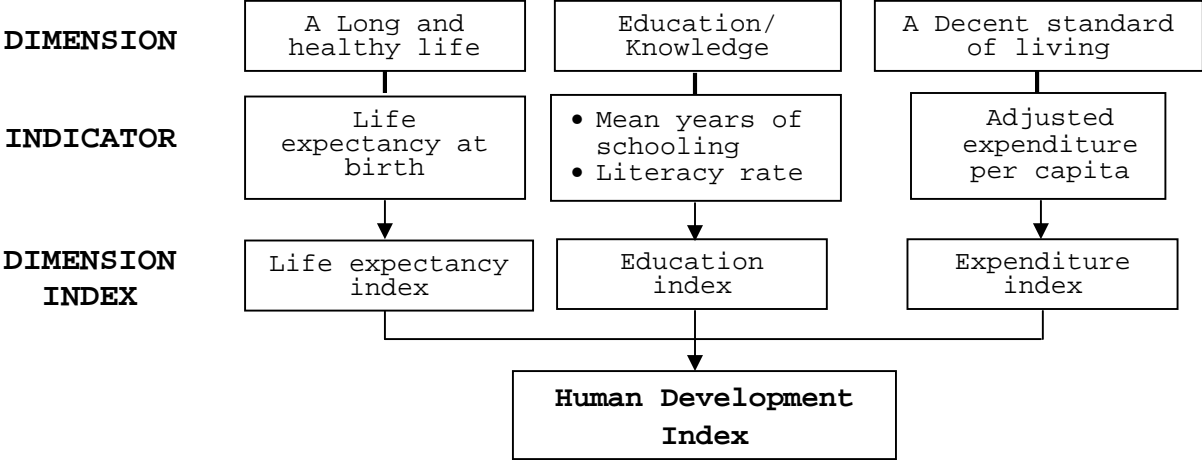 DIMENSION
A Long and
healthy life
Education/
Knowledge
A Decent standard
of living
INDICATOR
Life
expectancy at
birth
• Mean years of
schooling
• Literacy rate
Adjusted
expenditure
per capita
DIMENSION
INDEX
Life expectancy
index
Education
index
Expenditure
index
Human Development
Index